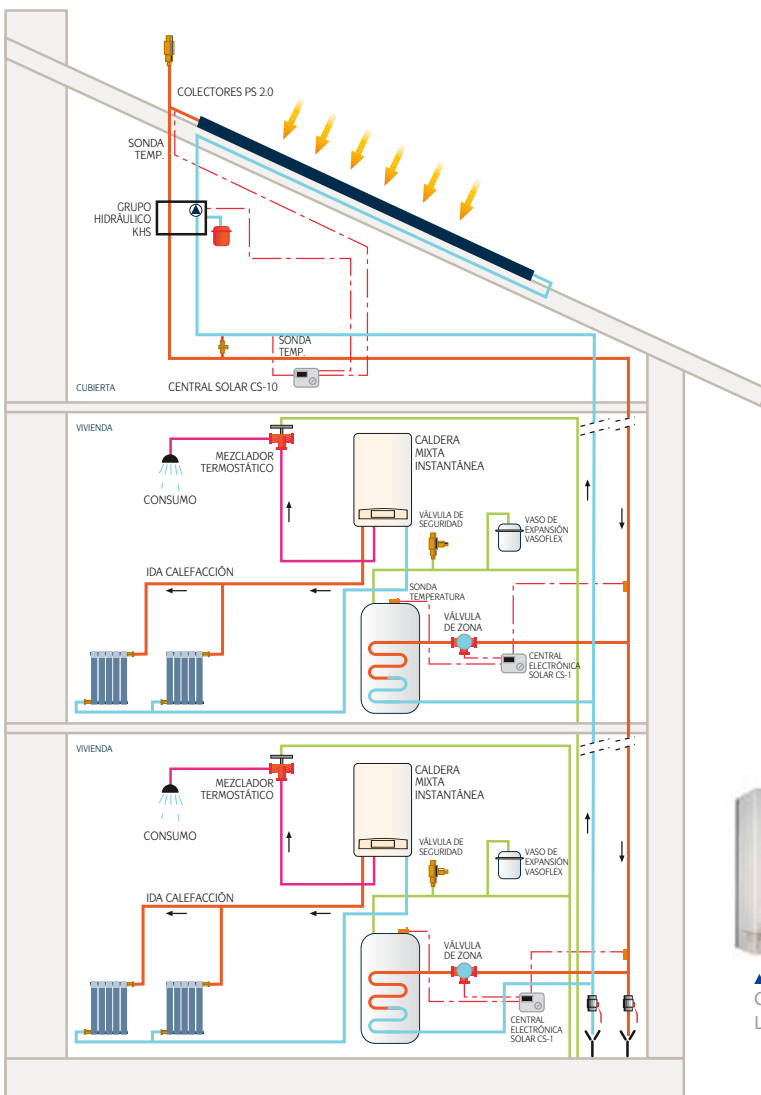 COLECTORES PS 2.0
SONDA
TEMP.
GRUPO
HIDRÁULICO
KHS
SONDA
TEMP.
CUBIERTA
CENTRAL SOLAR CS-10
VIVIENDA
MEZCLADOR
TERMOSTÁTICO
CALDERA
MIXTA
INSTANTÁNEA
CONSUMO
VÁLVULA DE
SEGURIDAD
VASO DE
EXPANSIÓN
VASOFLEX
IDA CALEFACCIÓN
SONDA
TEMPERATURA
VÁLVULA
DE ZONA
CENTRAL
ELECTRÓNICA
SOLAR CS-1
VIVIENDA
MEZCLADOR
TERMOSTÁTICO
CALDERA
MIXTA
INSTANTÁNEA
CONSUMO
VÁLVULA DE
SEGURIDAD
VASO DE
EXPANSIÓN
VASOFLEX
IDA CALEFACCIÓN
VÁLVULA
DE ZONA
CENTRAL
ELECTRÓNICA
SOLAR CS-1